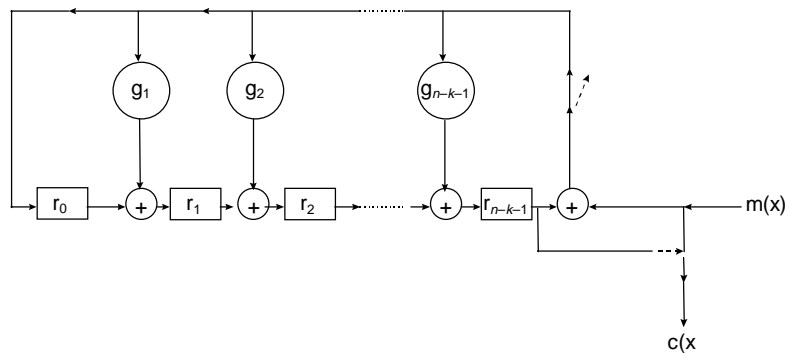 g1 g2 gn–k–1
r0 + r1 + r2 + rn–k–1 + m(x)
c(x